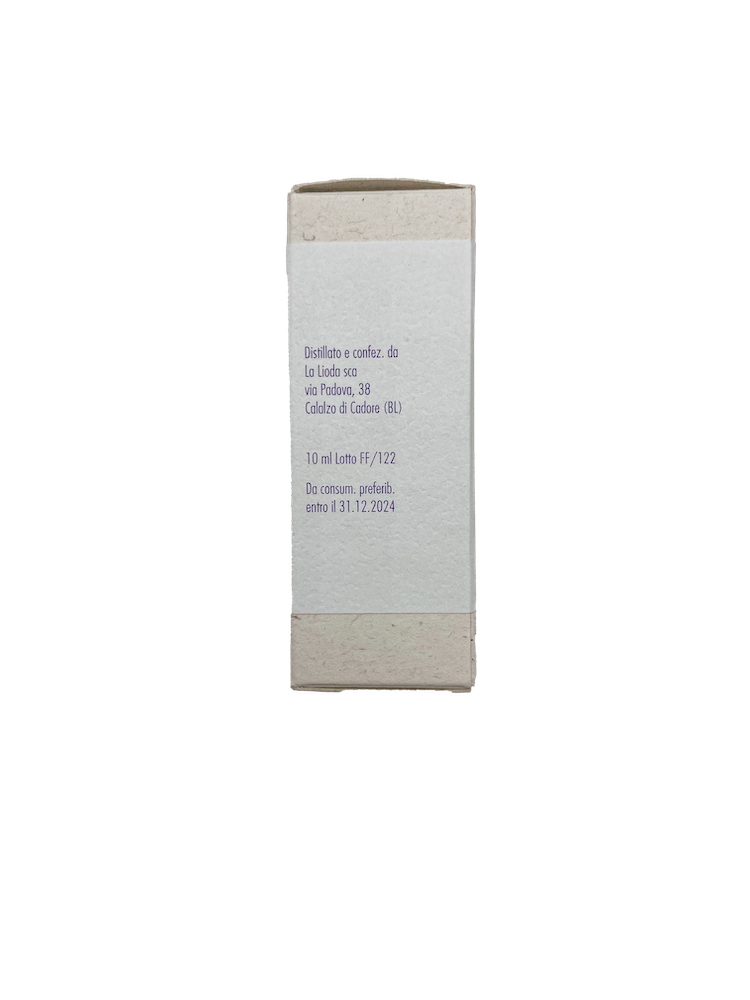 Distillato e confez. da
La Lioda sca
via Padova, 38
Calalzo di Cadore (BL)
10 ml Lotto FF/122
Da consum. preferib.
entro il 31.12.2024